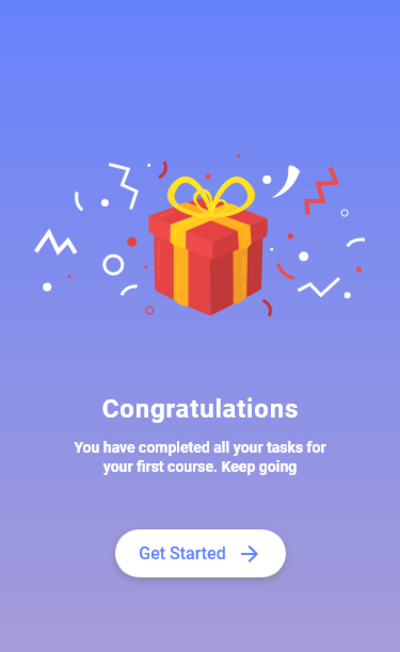 Congratulations
You have completed all your tasks for
your first course. Keep going
Get Started